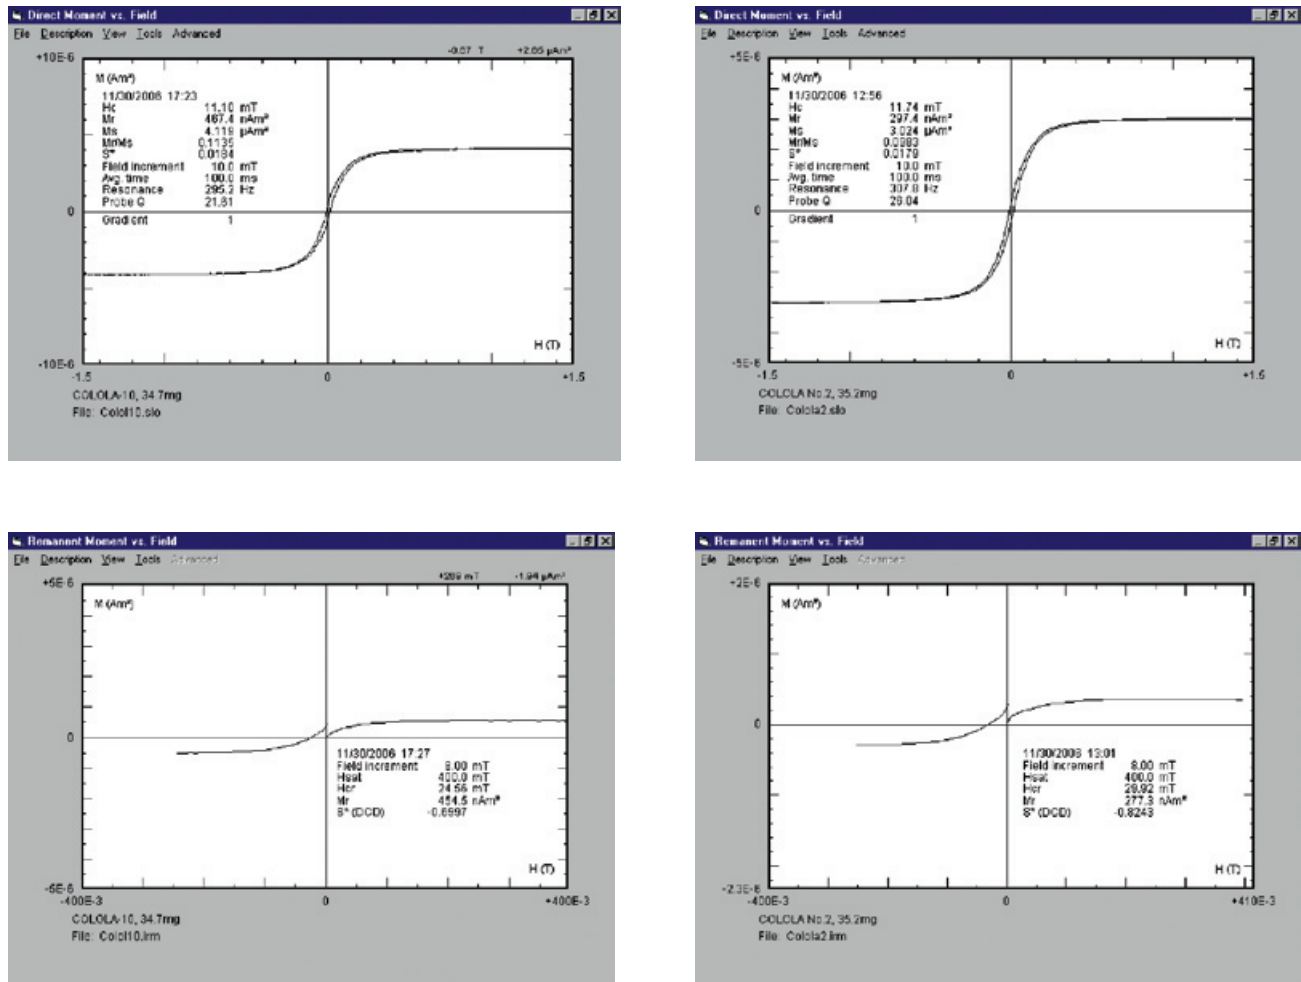 Direct Moment vs. Field
File Description View Tools Advanced
+10E-6
-0.07 T +2.05 µAm²
M (Am²)
11/30/2006 17:23
Hc 11.10 mT
Mr 467.4 nAm²
Ms 4.119 µAm²
Mr/Ms 0.1135
S* 0.0184
Field increment 10.0 mT
Avg. time 100.0 ms
Resonance 295.2 Hz
Probe Q 21.61
Gradient 1
0
H (T)
-10E-6
-1.5 0 +1.5
COLOLA-10, 34.7mg
File: Colol10.slo
Direct Moment vs. Field
File Description View Tools Advanced
+5E-6
M (Am²)
11/30/2006 12:56
Hc 11.74 mT
Mr 297.4 nAm²
Ms 3.024 µAm²
Mr/Ms 0.0983
S* 0.0179
Field increment 10.0 mT
Avg. time 100.0 ms
Resonance 307.8 Hz
Probe Q 26.04
Gradient 1
0
H (T)
-5E-6
-1.5 0 +1.5
COLOLA No.2, 35.2mg
File: Colola2.slo
Remanent Moment vs. Field
File Description View Tools Advanced
+5E-6
+289 mT -1.94 µAm²
M (Am²)
0
11/30/2006 17:27
Field increment 8.00 mT
Hsat 400.0 mT
Hcr 24.56 mT
Mr 454.5 nAm²
S* (DCD) -0.6997
H (T)
-400E-3 0 +400E-3
COLOLA-10, 34.7mg
File: Colol10.irm
Remanent Moment vs. Field
File Description View Tools Advanced
+2E-6
M (Am²)
0
11/30/2006 13:01
Field increment 8.00 mT
Hsat 400.0 mT
Hcr 29.92 mT
Mr 277.3 nAm²
S* (DCD) -0.8243
H (T)
-2.3E-6
-400E-3 0 +410E-3
COLOLA No.2, 35.2mg
File: Colola2.irm